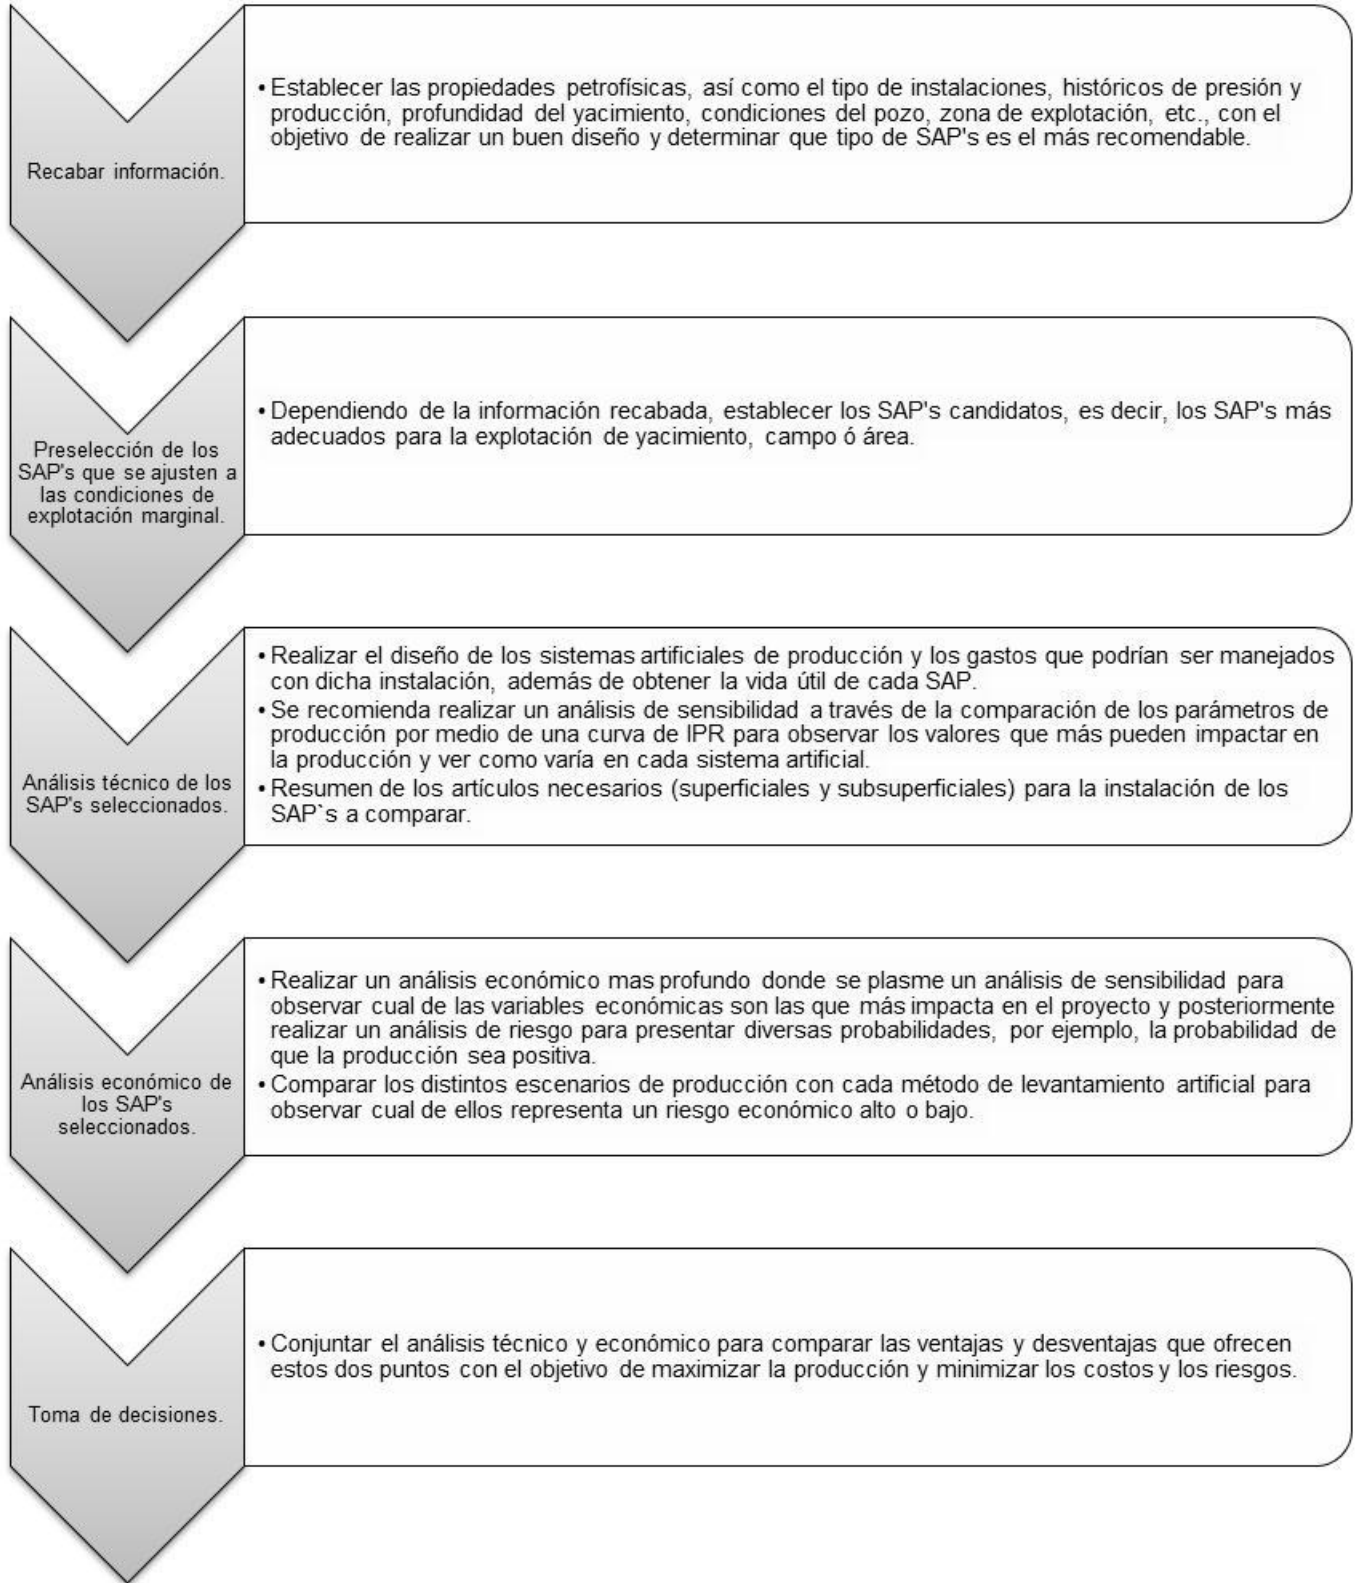 Recabar información.
• Establecer las propiedades petrofísicas, así como el tipo de instalaciones, históricos de presión y
producción, profundidad del yacimiento, condiciones del pozo, zona de explotación, etc., con el
objetivo de realizar un buen diseño y determinar que tipo de SAP's es el más recomendable.
Preselección de los
SAP's que se ajusten a
las condiciones de
explotación marginal.
• Dependiendo de la información recabada, establecer los SAP's candidatos, es decir, los SAP's más
adecuados para la explotación de yacimiento, campo ó área.
Análisis técnico de los
SAP's seleccionados.
• Realizar el diseño de los sistemas artificiales de producción y los gastos que podrían ser manejados
con dicha instalación, además de obtener la vida útil de cada SAP.
• Se recomienda realizar un análisis de sensibilidad a través de la comparación de los parámetros de
producción por medio de una curva de IPR para observar los valores que más pueden impactar en
la producción y ver como varía en cada sistema artificial.
• Resumen de los artículos necesarios (superficiales y subsuperficiales) para la instalación de los
SAP`s a comparar.
Análisis económico de
los SAP's
seleccionados.
• Realizar un análisis económico mas profundo donde se plasme un análisis de sensibilidad para
observar cual de las variables económicas son las que más impacta en el proyecto y posteriormente
realizar un análisis de riesgo para presentar diversas probabilidades, por ejemplo, la probabilidad de
que la producción sea positiva.
• Comparar los distintos escenarios de producción con cada método de levantamiento artificial para
observar cual de ellos representa un riesgo económico alto o bajo.
Toma de decisiones.
• Conjuntar el análisis técnico y económico para comparar las ventajas y desventajas que ofrecen
estos dos puntos con el objetivo de maximizar la producción y minimizar los costos y los riesgos.